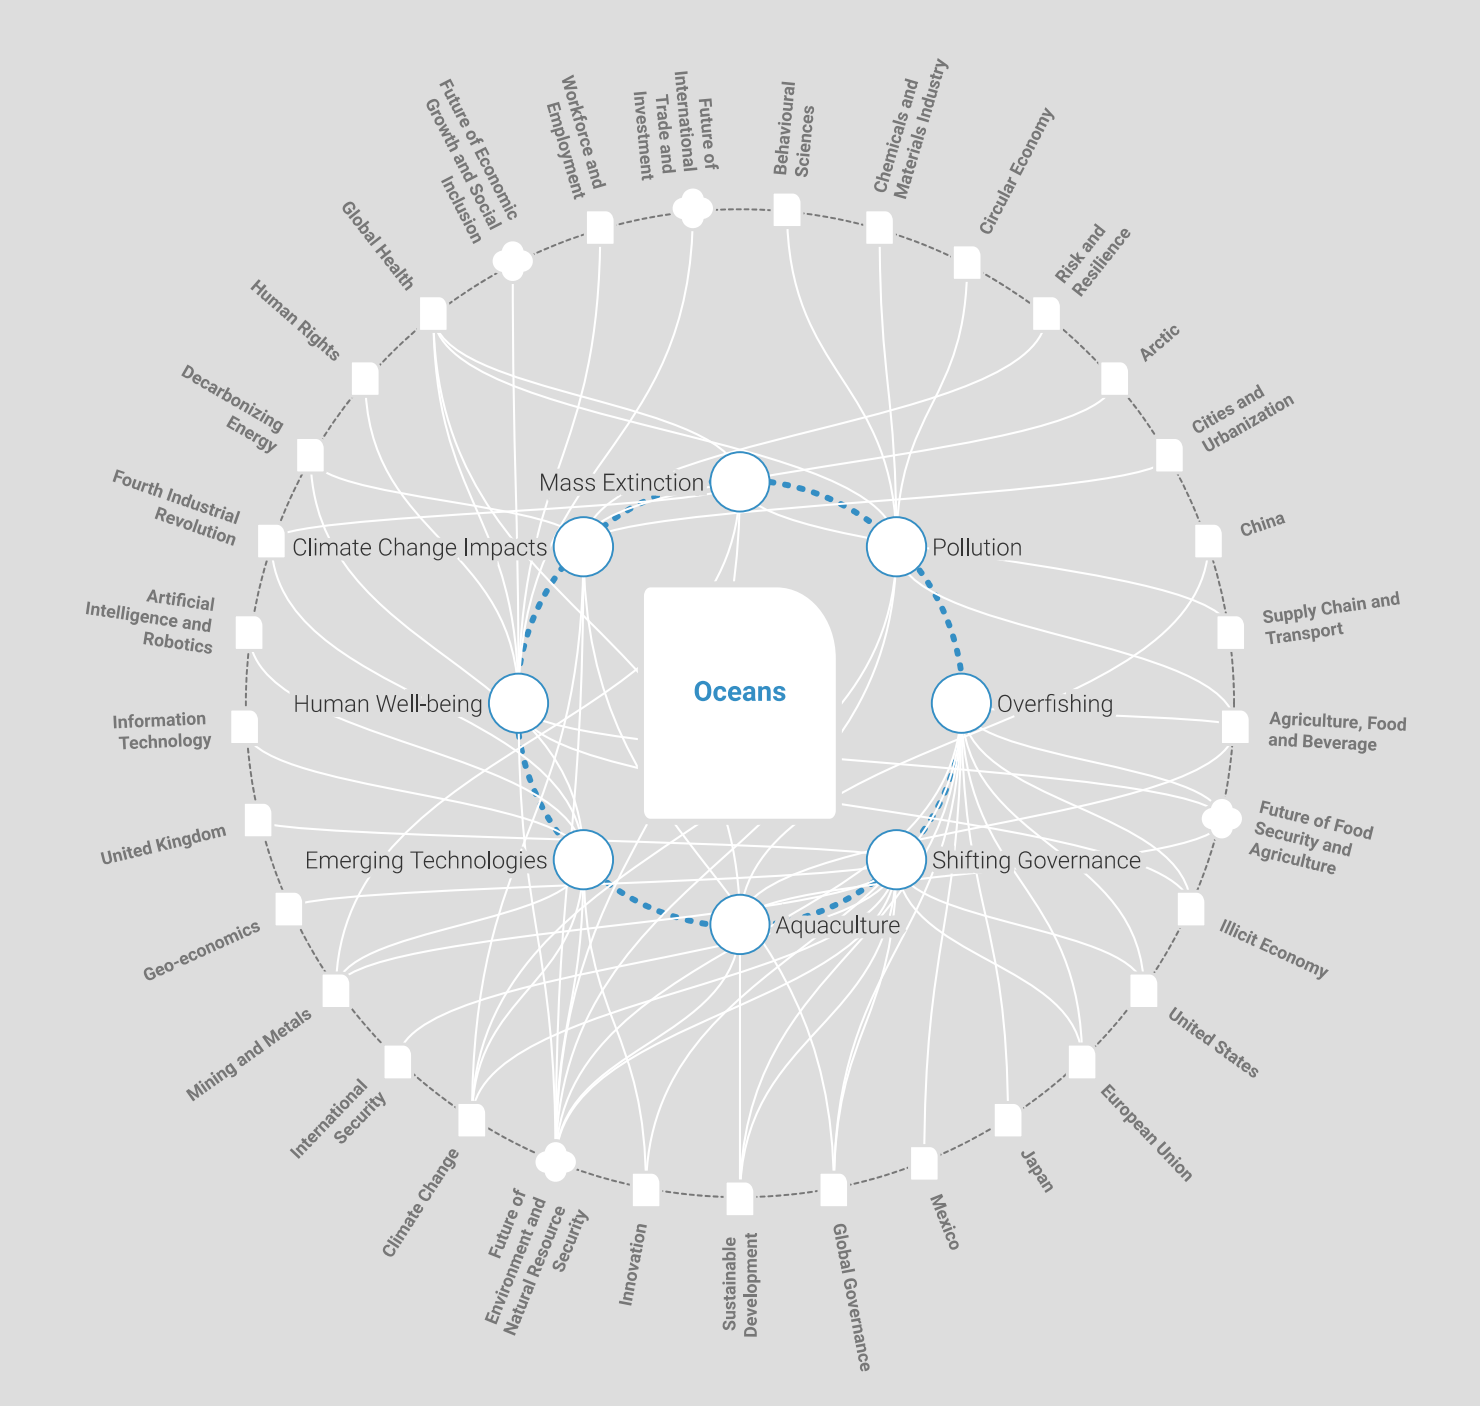 Future of
International
Trade and
Investment
Behavioural
Sciences
Chemicals and
Materials Industry
Circular Economy
Risk and
Resilience
Arctic
Cities and
Urbanization
China
Supply Chain and
Transport
Agriculture, Food
and Beverage
Future of Food
Security and
Agriculture
Illicit Economy
United States
European Union
Japan
Mexico
Global Governance
Sustainable
Development
Innovation
Future of
Environment and
Natural Resource
Security
Climate Change
International
Security
Mining and Metals
Geo-economics
United Kingdom
Information
Technology
Artificial
Intelligence and
Robotics
Fourth Industrial
Revolution
Decarbonizing
Energy
Human Rights
Global Health
Future of Economic
Growth and Social
Inclusion
Workforce and
Employment
Mass Extinction
Climate Change Impacts
Pollution
Oceans
Human Well-being
Overfishing
Emerging Technologies
Shifting Governance
Aquaculture